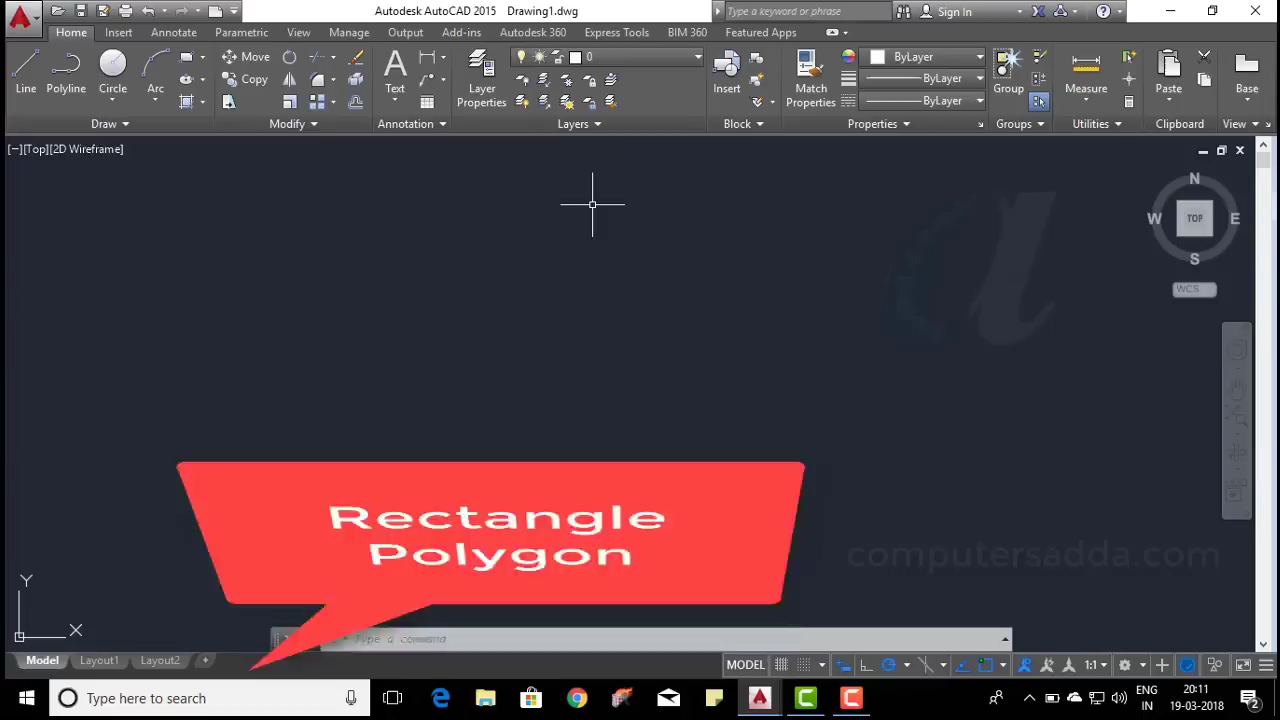 Autodesk AutoCAD 2015 Drawing1.dwg
Type a keyword or phrase
Sign In
Home Insert Annotate Parametric View Manage Output Add-ins Autodesk 360 Express Tools BIM 360 Featured Apps
Line Polyline Circle Arc
Move
Copy
Text
Layer
Properties
0
Insert
Match
Properties
ByLayer
ByLayer
ByLayer
Group
Measure
Paste
Base
Draw Modify Annotation Layers Block Properties Groups Utilities Clipboard View
[−][Top][2D Wireframe]
N
W TOP E
S
WCS
Rectangle
Polygon
computersadda.com
Y
X
Type a command
Model Layout1 Layout2 +
MODEL 1:1
Type here to search
ENG
IN
20:11
19-03-2018
2